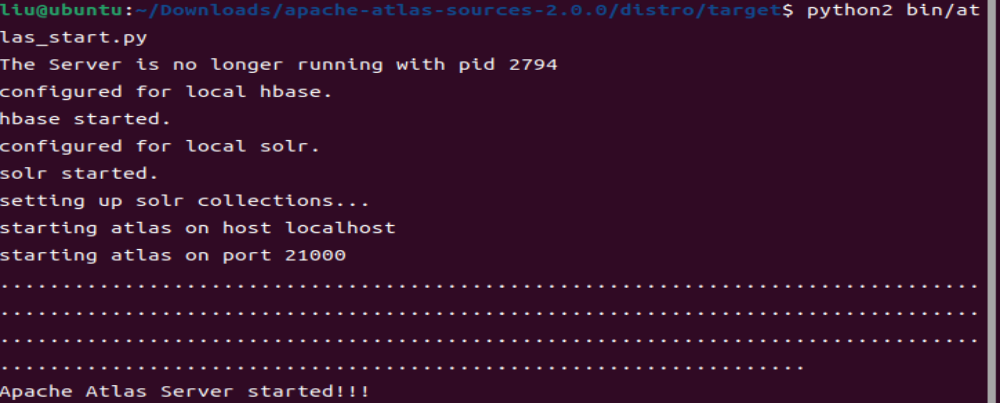 liu@ubuntu:~/Downloads/apache-atlas-sources-2.0.0/distro/target$ python2 bin/at
las_start.py
The Server is no longer running with pid 2794
configured for local hbase.
hbase started.
configured for local solr.
solr started.
setting up solr collections...
starting atlas on host localhost
starting atlas on port 21000
...............................................................................
...............................................................................
...............................................................................
.................................................................
Apache Atlas Server started!!!